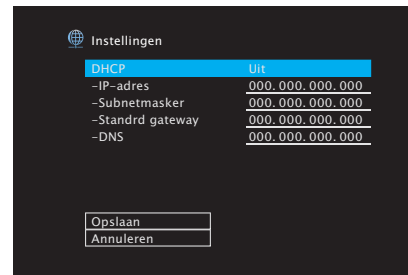 Instellingen
DHCP Uit
-IP-adres 000. 000. 000. 000
-Subnetmasker 000. 000. 000. 000
-Standrd gateway 000. 000. 000. 000
-DNS 000. 000. 000. 000
Opslaan
Annuleren